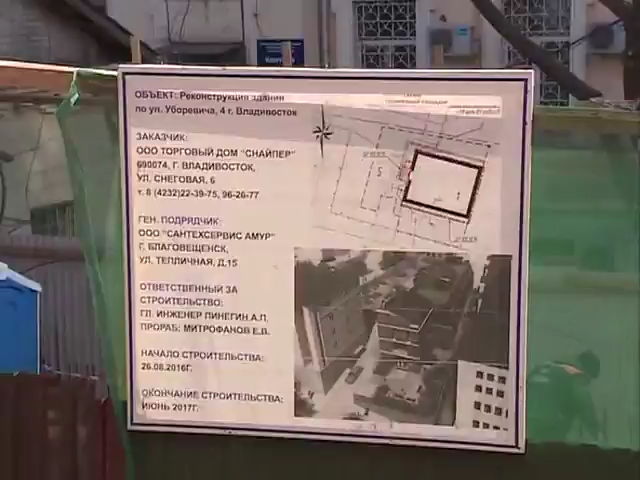 ОБЪЕКТ: Реконструкция здания
по ул. Уборевича, 4 г. Владивосток
ЗАКАЗЧИК:
ООО ТОРГОВЫЙ ДОМ "СНАЙПЕР"
690074, Г. ВЛАДИВОСТОК,
УЛ. СНЕГОВАЯ, 6
т. 8 (4232)22-39-75, 96-26-77
ГЕН. ПОДРЯДЧИК:
ООО "САНТЕХСЕРВИС АМУР"
Г. БЛАГОВЕЩЕНСК,
УЛ. ТЕПЛИЧНАЯ, Д.15
ОТВЕТСТВЕННЫЙ ЗА
СТРОИТЕЛЬСТВО:
ГЛ. ИНЖЕНЕР ПИНЕГИН А.Л.
ПРОРАБ: МИТРОФАНОВ Е.В.
НАЧАЛО СТРОИТЕЛЬСТВА:
26.08.2016Г.
ОКОНЧАНИЕ СТРОИТЕЛЬСТВА:
ИЮНЬ 2017Г.